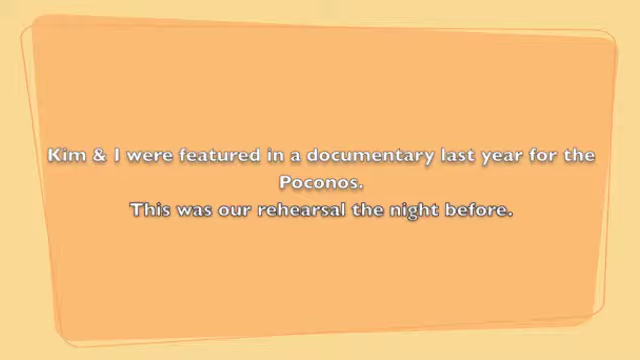 Kim & I were featured in a documentary last year for the
Poconos.
This was our rehearsal the night before.